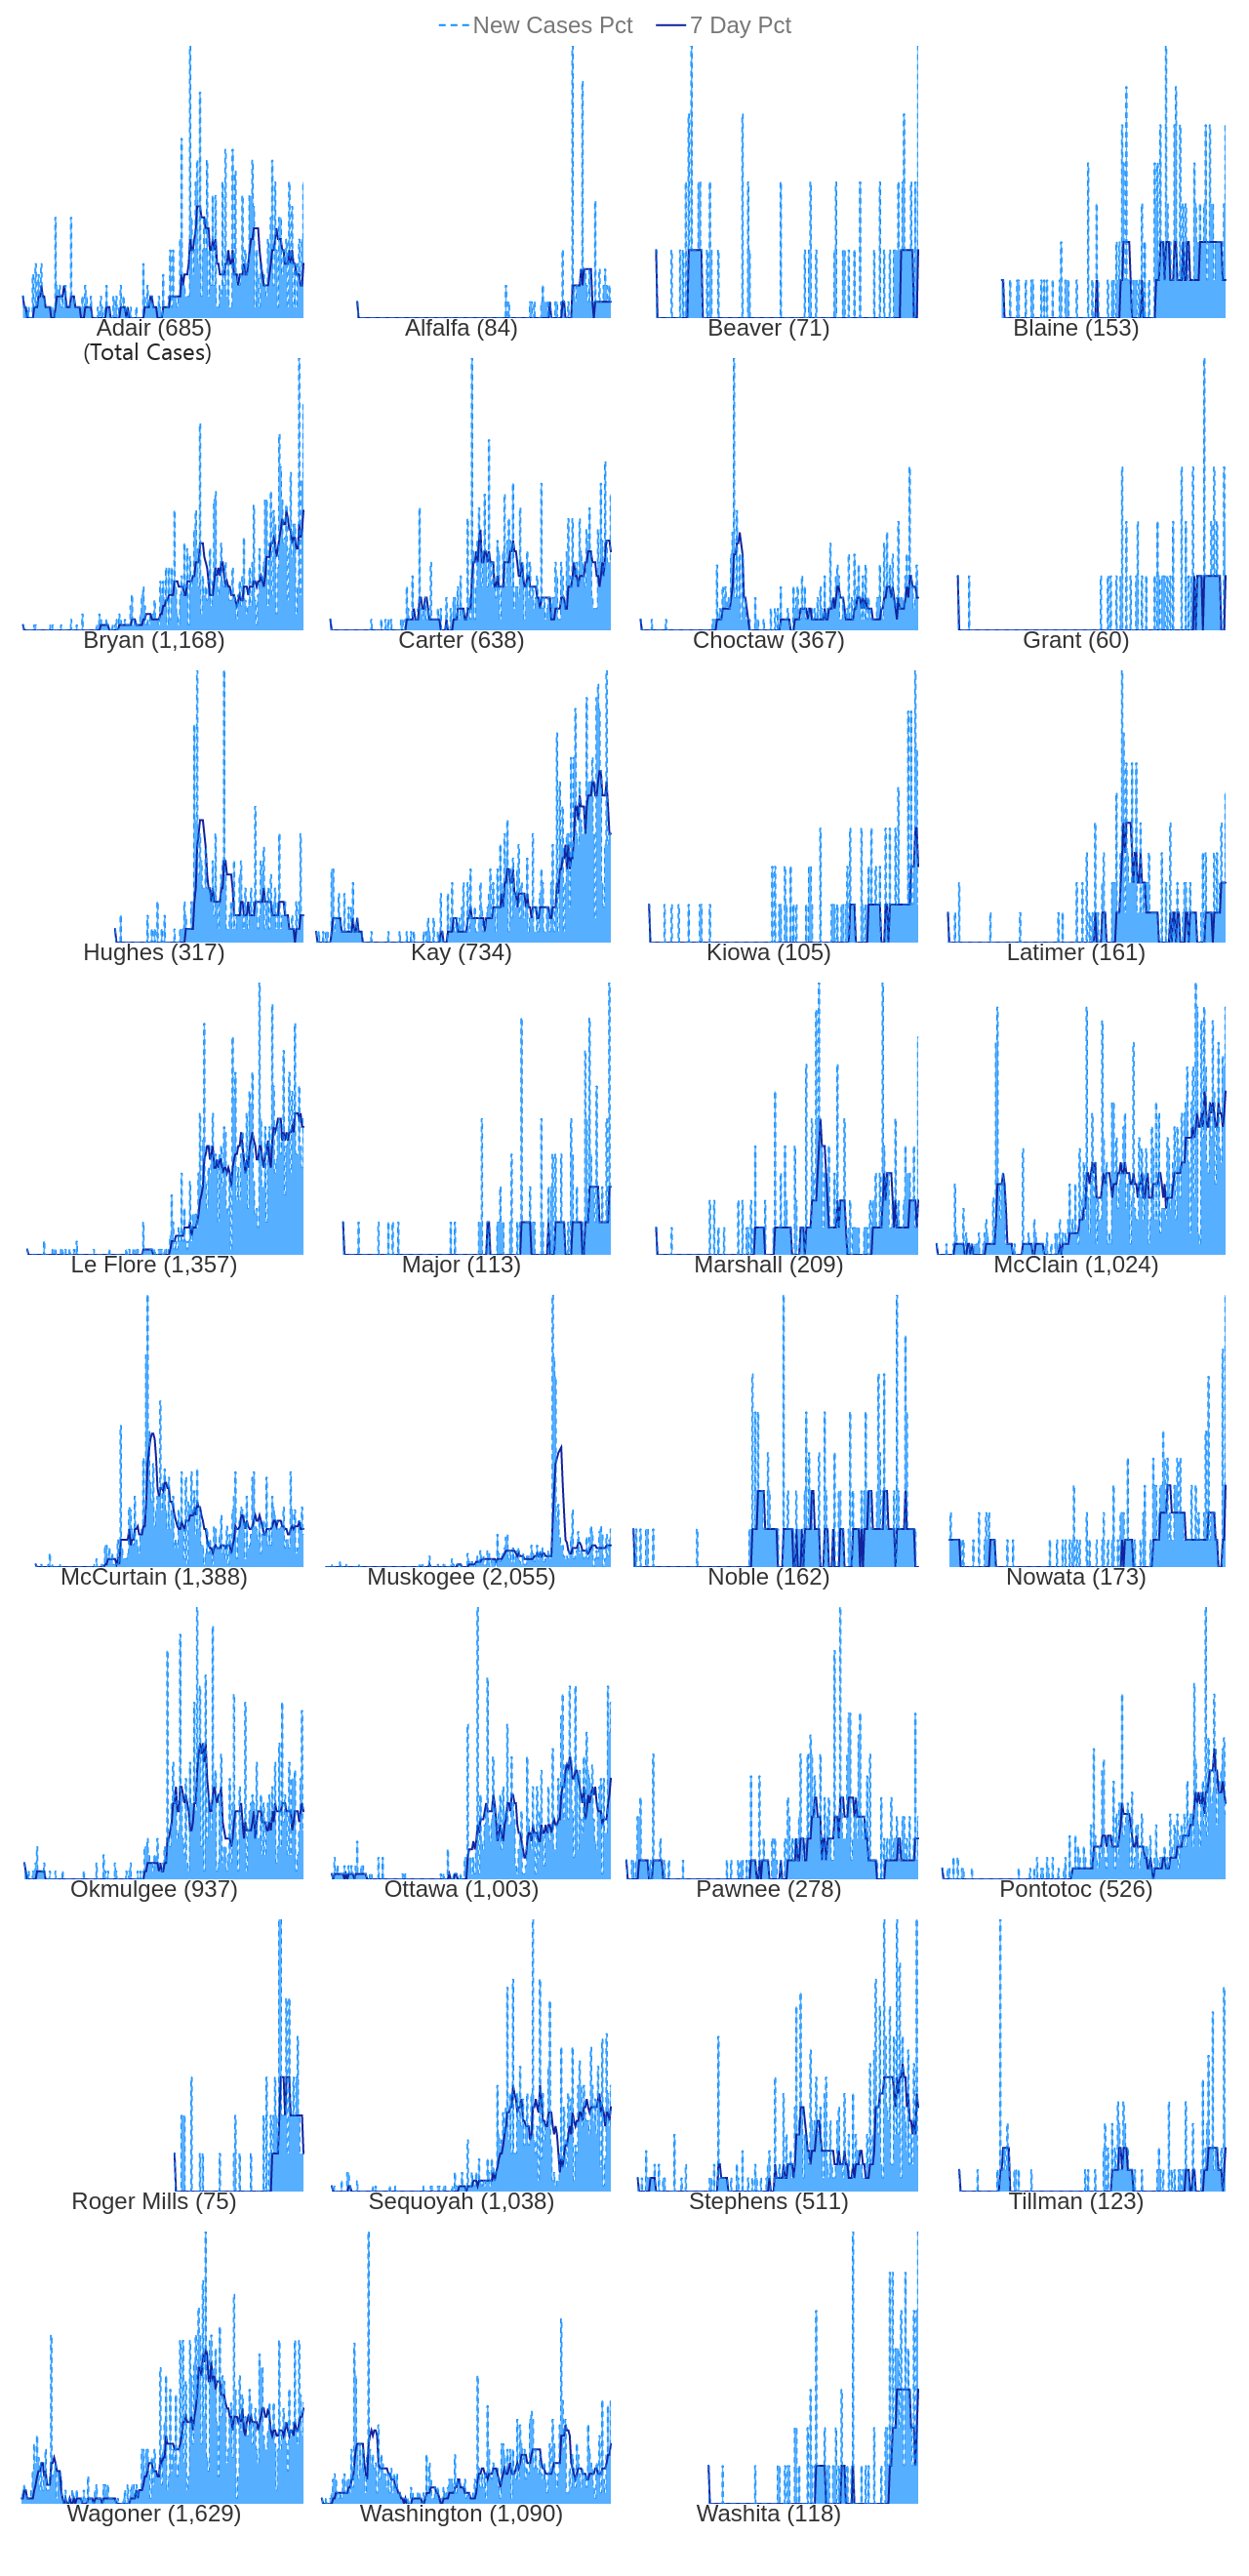 New Cases Pct 7 Day Pct
Adair (685) Alfalfa (84) Beaver (71) Blaine (153)
(Total Cases)
Bryan (1,168) Carter (638) Choctaw (367) Grant (60)
Hughes (317) Kay (734) Kiowa (105) Latimer (161)
Le Flore (1,357) Major (113) Marshall (209) McClain (1,024)
McCurtain (1,388) Muskogee (2,055) Noble (162) Nowata (173)
Okmulgee (937) Ottawa (1,003) Pawnee (278) Pontotoc (526)
Roger Mills (75) Sequoyah (1,038) Stephens (511) Tillman (123)
Wagoner (1,629) Washington (1,090) Washita (118)